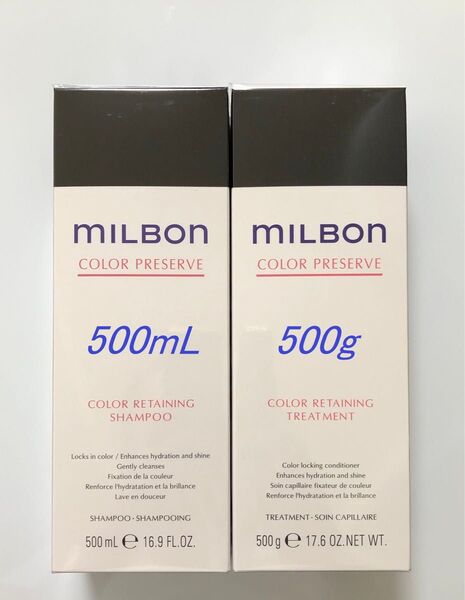 MILBON
COLOR PRESERVE
500mL
COLOR RETAINING
SHAMPOO
Locks in color / Enhances hydration and shine
Gently cleanses
Fixation de la couleur
Renforce l'hydratation et la brillance
Lave en douceur
SHAMPOO・SHAMPOOING
500 mL ℮ 16.9 FL.OZ.
MILBON
COLOR PRESERVE
500g
COLOR RETAINING
TREATMENT
Color locking conditioner
Enhances hydration and shine
Soin capillaire fixateur de couleur
Renforce l'hydratation et la brillance
TREATMENT・SOIN CAPILLAIRE
500 g ℮ 17.6 OZ.NET WT.